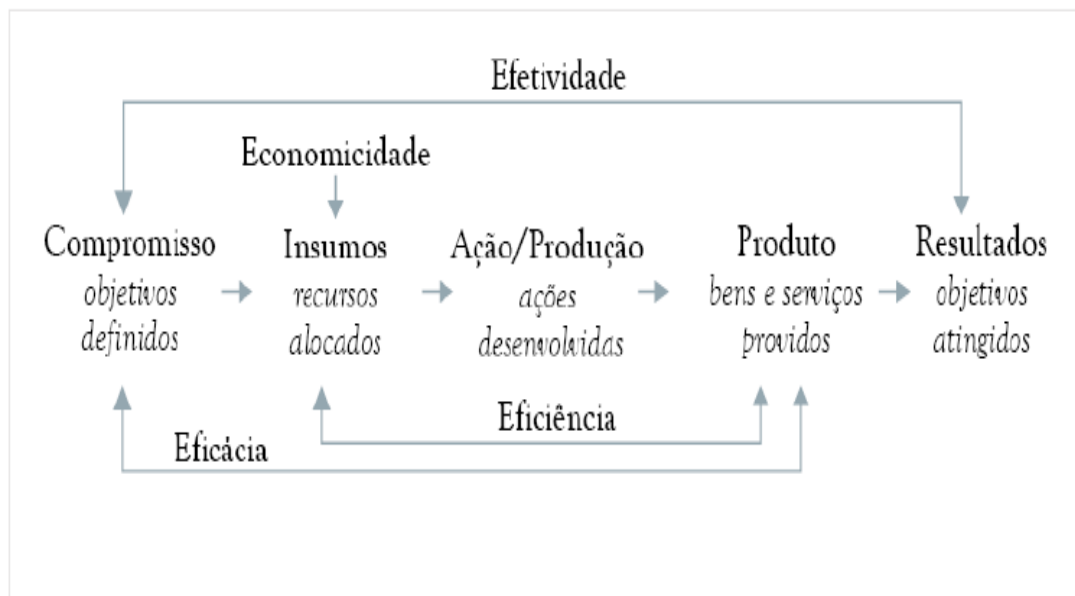 Efetividade
Economicidade
Compromisso
objetivos
definidos
Insumos
recursos
alocados
Ação/Produção
ações
desenvolvidas
Produto
bens e serviços
providos
Resultados
objetivos
atingidos
Eficiência
Eficácia